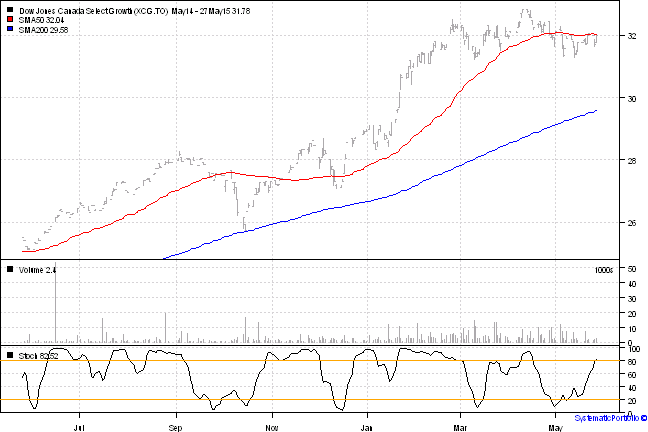 Dow Jones Canada Select Growth (XCG.TO) May14 - 27May15 31.78
SMA50 32.04
SMA200 29.58
32
30
28
26
Volume 2.4
1000s
50
40
30
20
10
0
Stoch 82.52
100
80
60
40
20
0
SystematicPortfolio ©
Jul Sep Nov Jan Mar May